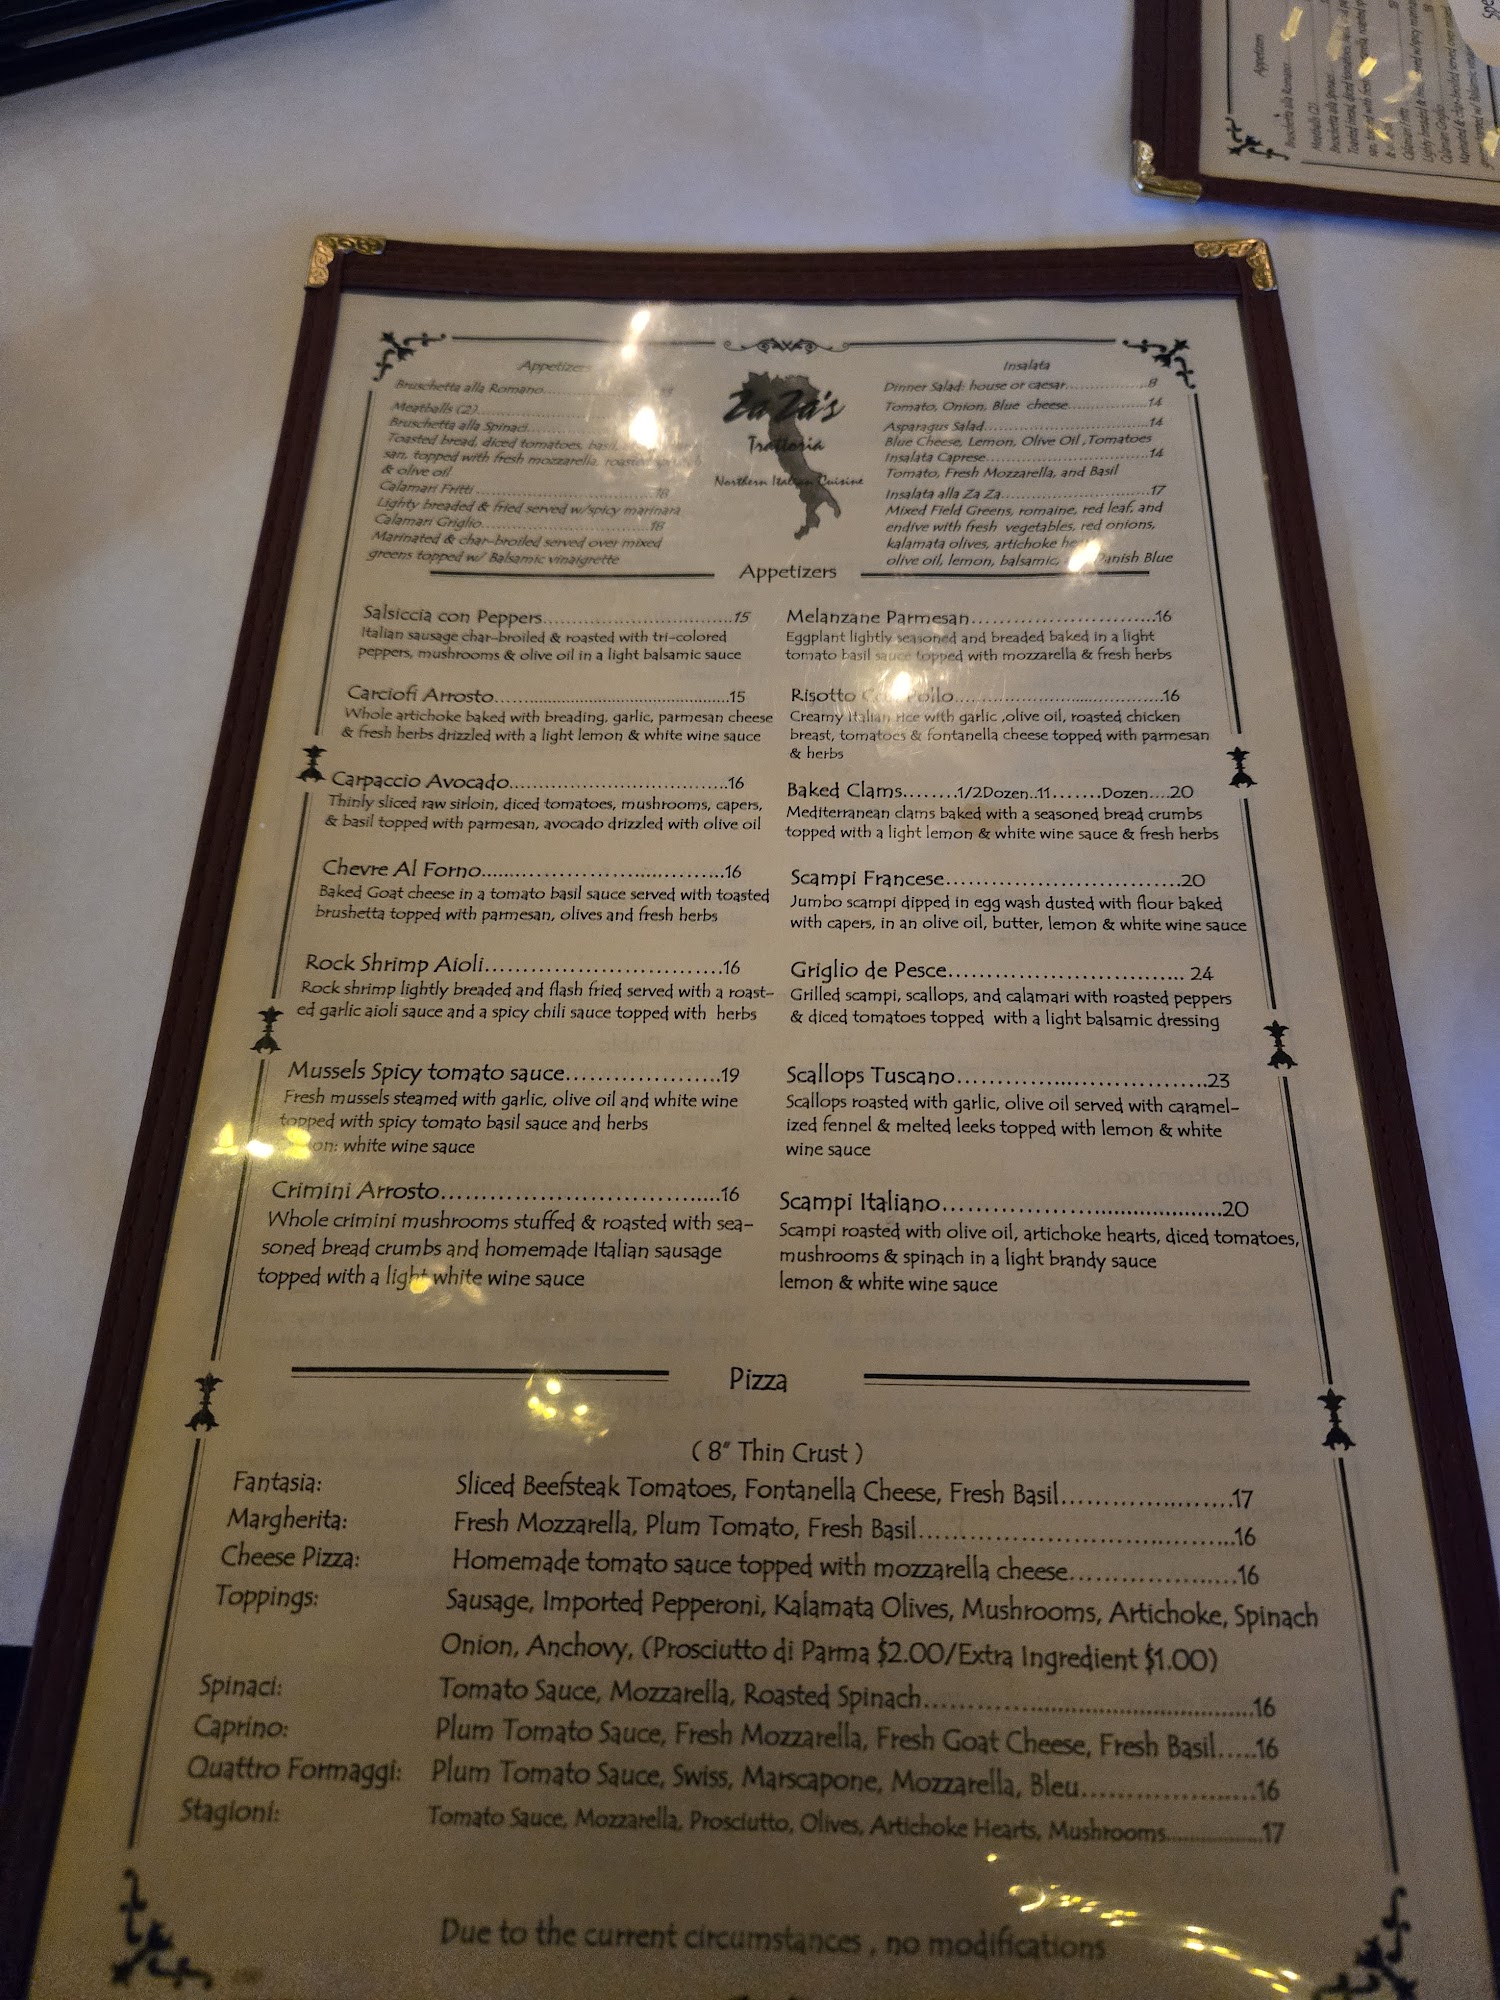 Appetizers
Bruschetta alla Romano
Meatballs (2)
Bruschetta alla Spinaci
Toasted bread, diced tomatoes, basil,
san, topped with fresh mozzarella, roasted spinach
& olive oil
Calamari Fritti 18
Lighty breaded & fried served w/spicy marinara
Calamari Griglio 18
Marinated & char-broiled served over mixed
greens topped w/ Balsamic vinaigrette
ZaZa's
Trattoria
Northern Italian Cuisine
Insalata
Dinner Salad: house or caesar 8
Tomato, Onion, Blue cheese 14
Asparagus Salad 14
Blue Cheese, Lemon, Olive Oil ,Tomatoes
Insalata Caprese 14
Tomato, Fresh Mozzarella, and Basil
Insalata alla Za Za 17
Mixed Field Greens, romaine, red leaf, and
endive with fresh vegetables, red onions,
kalamata olives, artichoke
olive oil, lemon, balsamic, Danish Blue
Appetizers
Salsiccia con Peppers 15
Italian sausage char-broiled & roasted with tri-colored
peppers, mushrooms & olive oil in a light balsamic sauce
Carciofi Arrosto 15
Whole artichoke baked with breading, garlic, parmesan cheese
& fresh herbs drizzled with a light lemon & white wine sauce
Carpaccio Avocado 16
Thinly sliced raw sirloin, diced tomatoes, mushrooms, capers,
& basil topped with parmesan, avocado drizzled with olive oil
Chevre Al Forno 16
Baked Goat cheese in a tomato basil sauce served with toasted
brushetta topped with parmesan, olives and fresh herbs
Rock Shrimp Aioli 16
Rock shrimp lightly breaded and flash fried served with a roast-
ed garlic aioli sauce and a spicy chili sauce topped with herbs
Mussels Spicy tomato sauce 19
Fresh mussels steamed with garlic, olive oil and white wine
topped with spicy tomato basil sauce and herbs
white wine sauce
Crimini Arrosto 16
Whole crimini mushrooms stuffed & roasted with sea-
soned bread crumbs and homemade Italian sausage
topped with a light white wine sauce
Melanzane Parmesan 16
Eggplant lightly seasoned and breaded baked in a light
tomato basil sauce topped with mozzarella & fresh herbs
Risotto Con Pollo 16
Creamy Italian rice with garlic ,olive oil, roasted chicken
breast, tomatoes & fontanella cheese topped with parmesan
& herbs
Baked Clams 1/2Dozen 11 Dozen 20
Mediterranean clams baked with a seasoned bread crumbs
topped with a light lemon & white wine sauce & fresh herbs
Scampi Francese 20
Jumbo scampi dipped in egg wash dusted with flour baked
with capers, in an olive oil, butter, lemon & white wine sauce
Griglio de Pesce 24
Grilled scampi, scallops, and calamari with roasted peppers
& diced tomatoes topped with a light balsamic dressing
Scallops Tuscano 23
Scallops roasted with garlic, olive oil served with caramel-
ized fennel & melted leeks topped with lemon & white
wine sauce
Scampi Italiano 20
Scampi roasted with olive oil, artichoke hearts, diced tomatoes,
mushrooms & spinach in a light brandy sauce
lemon & white wine sauce
Pizza
( 8" Thin Crust )
Fantasia: Sliced Beefsteak Tomatoes, Fontanella Cheese, Fresh Basil 17
Margherita: Fresh Mozzarella, Plum Tomato, Fresh Basil 16
Cheese Pizza: Homemade tomato sauce topped with mozzarella cheese 16
Toppings: Sausage, Imported Pepperoni, Kalamata Olives, Mushrooms, Artichoke, Spinach
Onion, Anchovy, (Prosciutto di Parma $2.00/Extra Ingredient $1.00)
Spinaci: Tomato Sauce, Mozzarella, Roasted Spinach 16
Caprino: Plum Tomato Sauce, Fresh Mozzarella, Fresh Goat Cheese, Fresh Basil 16
Quattro Formaggi: Plum Tomato Sauce, Swiss, Marscapone, Mozzarella, Bleu 16
Stagioni: Tomato Sauce, Mozzarella, Prosciutto, Olives, Artichoke Hearts, Mushrooms 17
Due to the current circumstances , no modifications